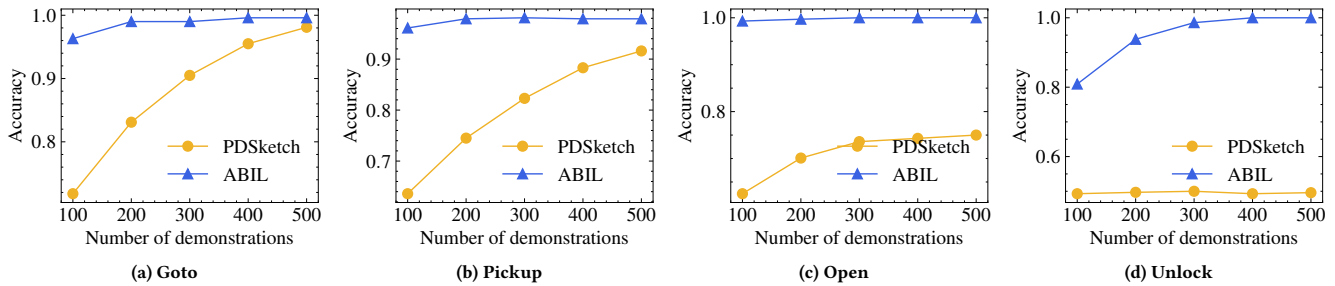 Accuracy
1.0
0.9
0.8
PDSketch
ABIL
100 200 300 400 500
Number of demonstrations
(a) Goto
Accuracy
0.9
0.8
0.7
PDSketch
ABIL
100 200 300 400 500
Number of demonstrations
(b) Pickup
Accuracy
1.0
0.8
PDSketch
ABIL
100 200 300 400 500
Number of demonstrations
(c) Open
Accuracy
1.0
0.8
0.6
PDSketch
ABIL
100 200 300 400 500
Number of demonstrations
(d) Unlock